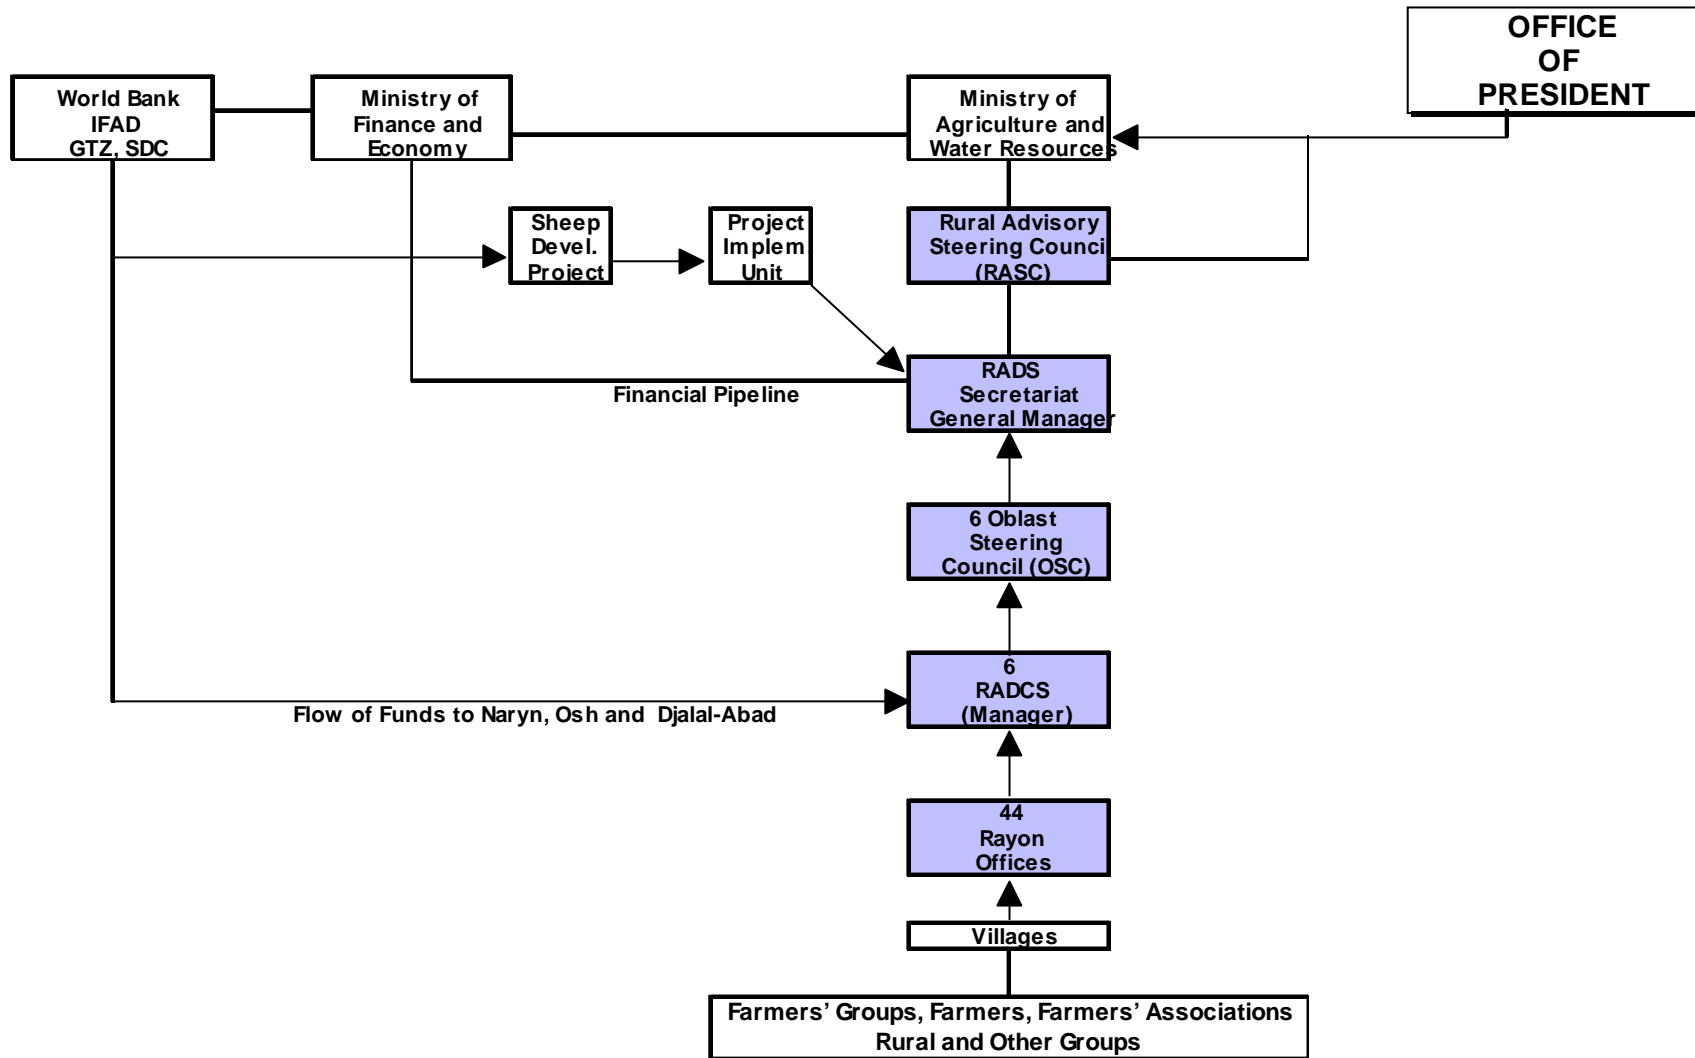 OFFICE
OF
PRESIDENT
World Bank
IFAD
GTZ, SDC
Ministry of
Finance and
Economy
Ministry of
Agriculture and
Water Resources
Sheep
Devel.
Project
Project
Implem
Unit
Rural Advisory
Steering Counci
(RASC)
RADS
Secretariat
General Manager
Financial Pipeline
6 Oblast
Steering
Council (OSC)
6
RADCS
(Manager)
Flow of Funds to Naryn, Osh and Djalal-Abad
44
Rayon
Offices
Villages
Farmers’ Groups, Farmers, Farmers’ Associations
Rural and Other Groups